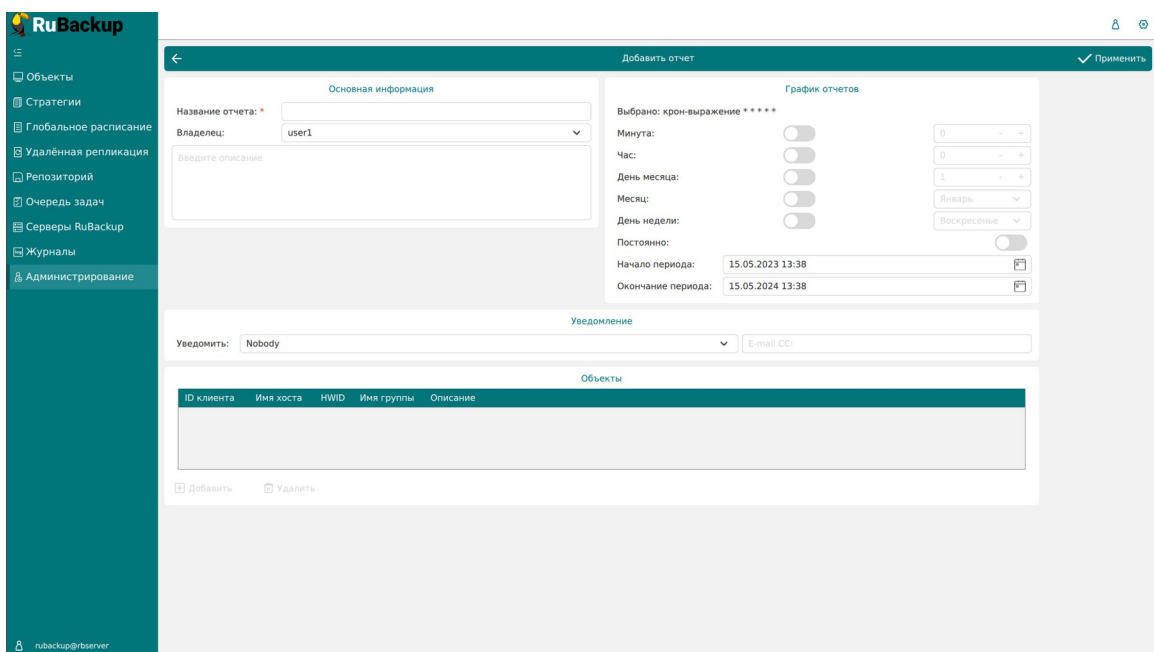 RuBackup
Объекты
Стратегии
Глобальное расписание
Удалённая репликация
Репозиторий
Очередь задач
Серверы RuBackup
Журналы
Администрирование
rubackup@rbserver
Добавить отчет
Применить
Основная информация
Название отчета: *
Владелец: user1
Введите описание
График отчетов
Выбрано: крон-выражение * * * * *
Минута: 0 - +
Час: 0 - +
День месяца: 1 - +
Месяц: Январь
День недели: Воскресенье
Постоянно:
Начало периода: 15.05.2023 13:38
Окончание периода: 15.05.2024 13:38
Уведомление
Уведомить: Nobody E-mail CC:
Объекты
ID клиента Имя хоста HWID Имя группы Описание
Добавить Удалить